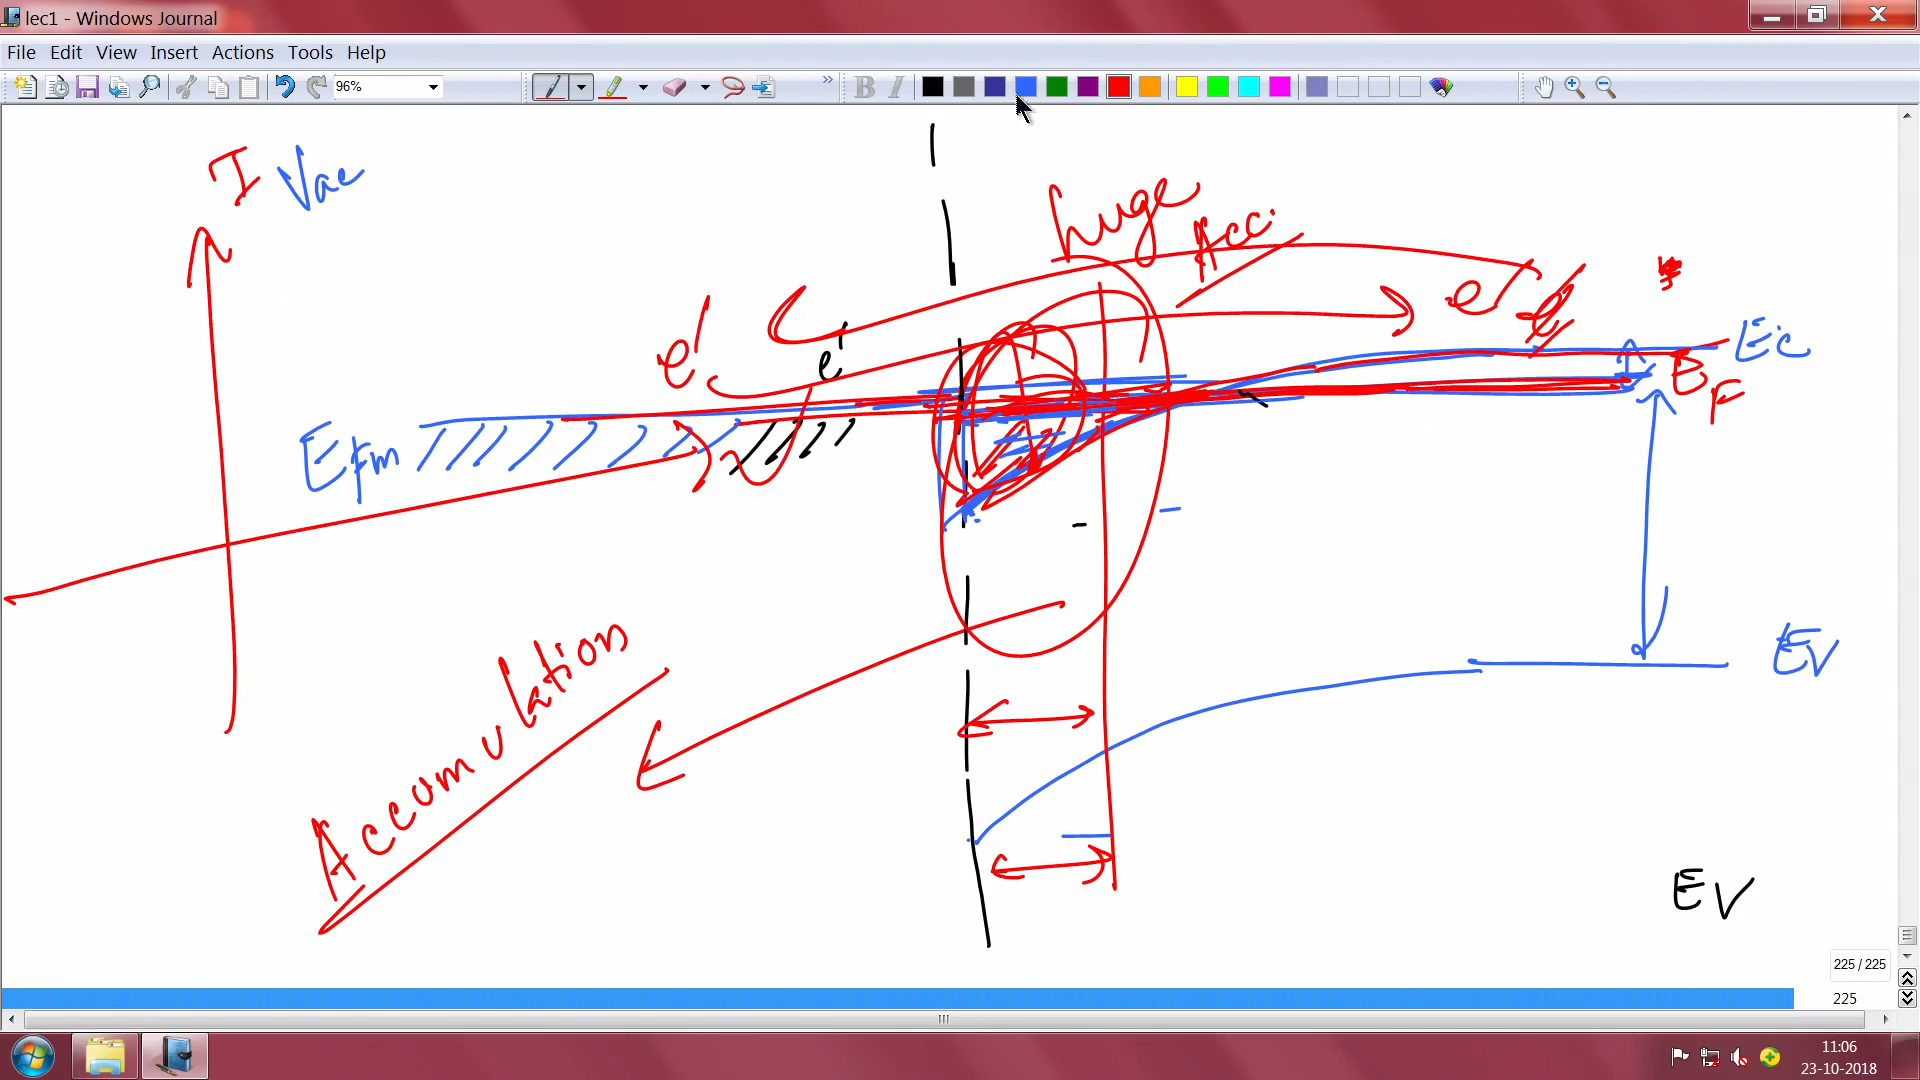 lec1 - Windows Journal
File Edit View Insert Actions Tools Help
96%
B I
I Vac
huge
Acc.
e
e
e
e
Ec
EF
EFm
Accumulation
Ev
Ev
225 / 225
225
11:06
23-10-2018